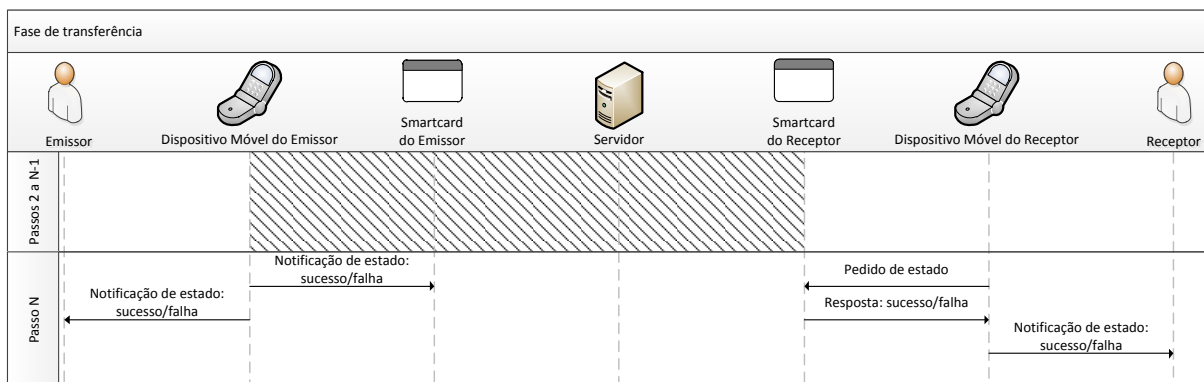 Fase de transferência
Emissor
Dispositivo Móvel do Emissor
Smartcard
do Emissor
Servidor
Smartcard
do Receptor
Dispositivo Móvel do Receptor
Receptor
Passos 2 a N-1
Passo N
Notificação de estado:
sucesso/falha
Notificação de estado:
sucesso/falha
Pedido de estado
Resposta: sucesso/falha
Notificação de estado:
sucesso/falha